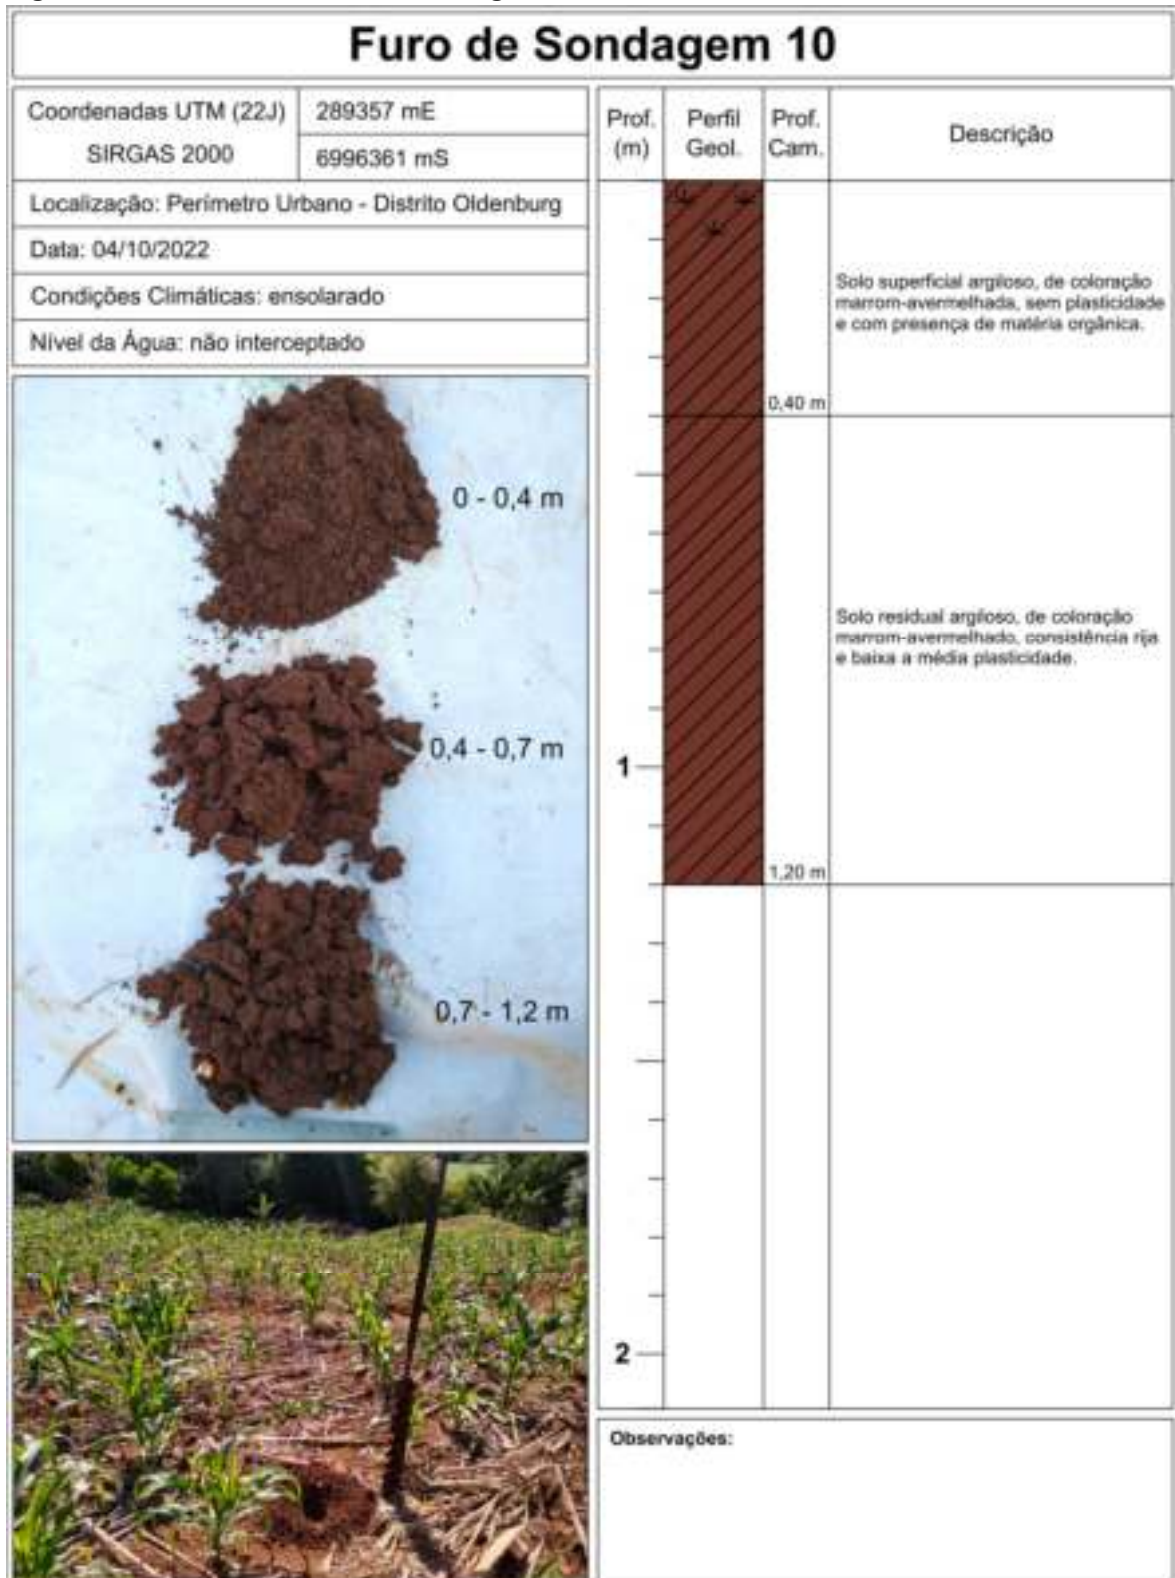 Furo de Sondagem 10
Coordenadas UTM (22J)
SIRGAS 2000
289357 mE
6996361 mS
Localização: Perímetro Urbano - Distrito Oldenburg
Data: 04/10/2022
Condições Climáticas: ensolarado
Nível da Água: não interceptado
0 - 0,4 m
0,4 - 0,7 m
0,7 - 1,2 m
Prof.
(m)
Perfil
Geol.
Prof.
Cam.
Descrição
Solo superficial argiloso, de coloração
marrom-avermelhada, sem plasticidade
e com presença de matéria orgânica.
0,40 m
Solo residual argiloso, de coloração
marrom-avermelhado, consistência rija
e baixa a média plasticidade.
1
1,20 m
2
Observações: